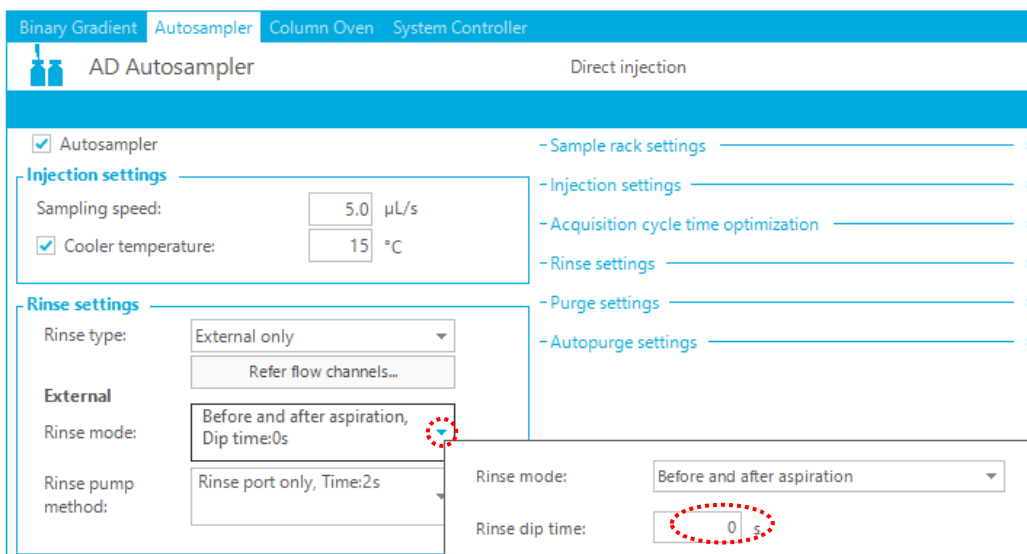 Binary Gradient Autosampler Column Oven System Controller
AD Autosampler Direct injection
Autosampler
Injection settings
Sampling speed: 5.0 µL/s
Cooler temperature: 15 °C
Rinse settings
Rinse type: External only
Refer flow channels...
External
Rinse mode: Before and after aspiration,
Dip time:0s
Rinse pump
method:
Rinse port only, Time:2s
Sample rack settings
Injection settings
Acquisition cycle time optimization
Rinse settings
Purge settings
Autopurge settings
Rinse mode: Before and after aspiration
Rinse dip time: 0 s